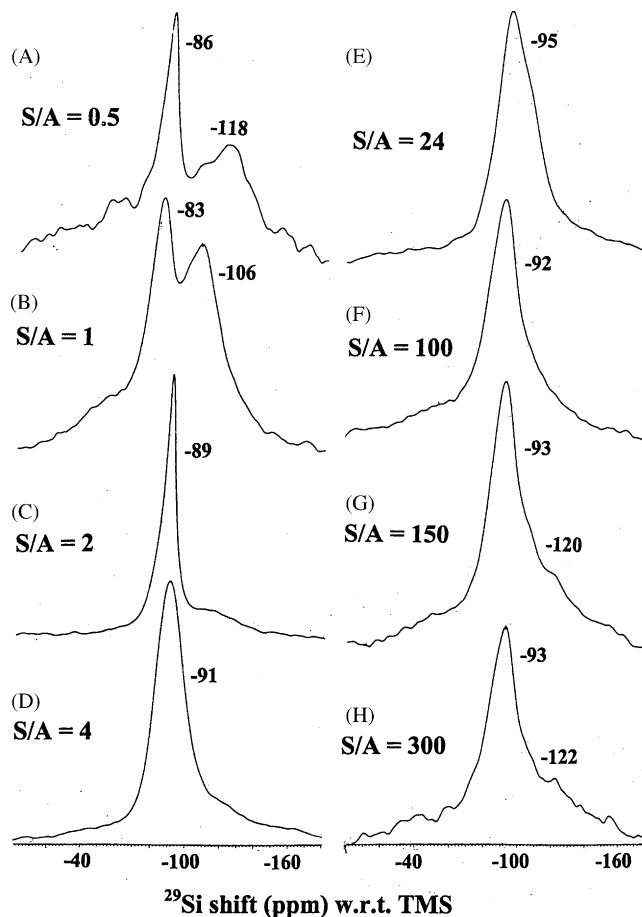 (A)
-86
S/A = 0.5
-118
(B)
-83
-106
S/A = 1
(C)
-89
S/A = 2
(D)
-91
S/A = 4
-40
-100
-160
(E)
-95
S/A = 24
(F)
-92
S/A = 100
(G)
-93
S/A = 150
-120
(H)
-93
S/A = 300
-122
-40
-100
-160
²⁹Si shift (ppm) w.r.t. TMS